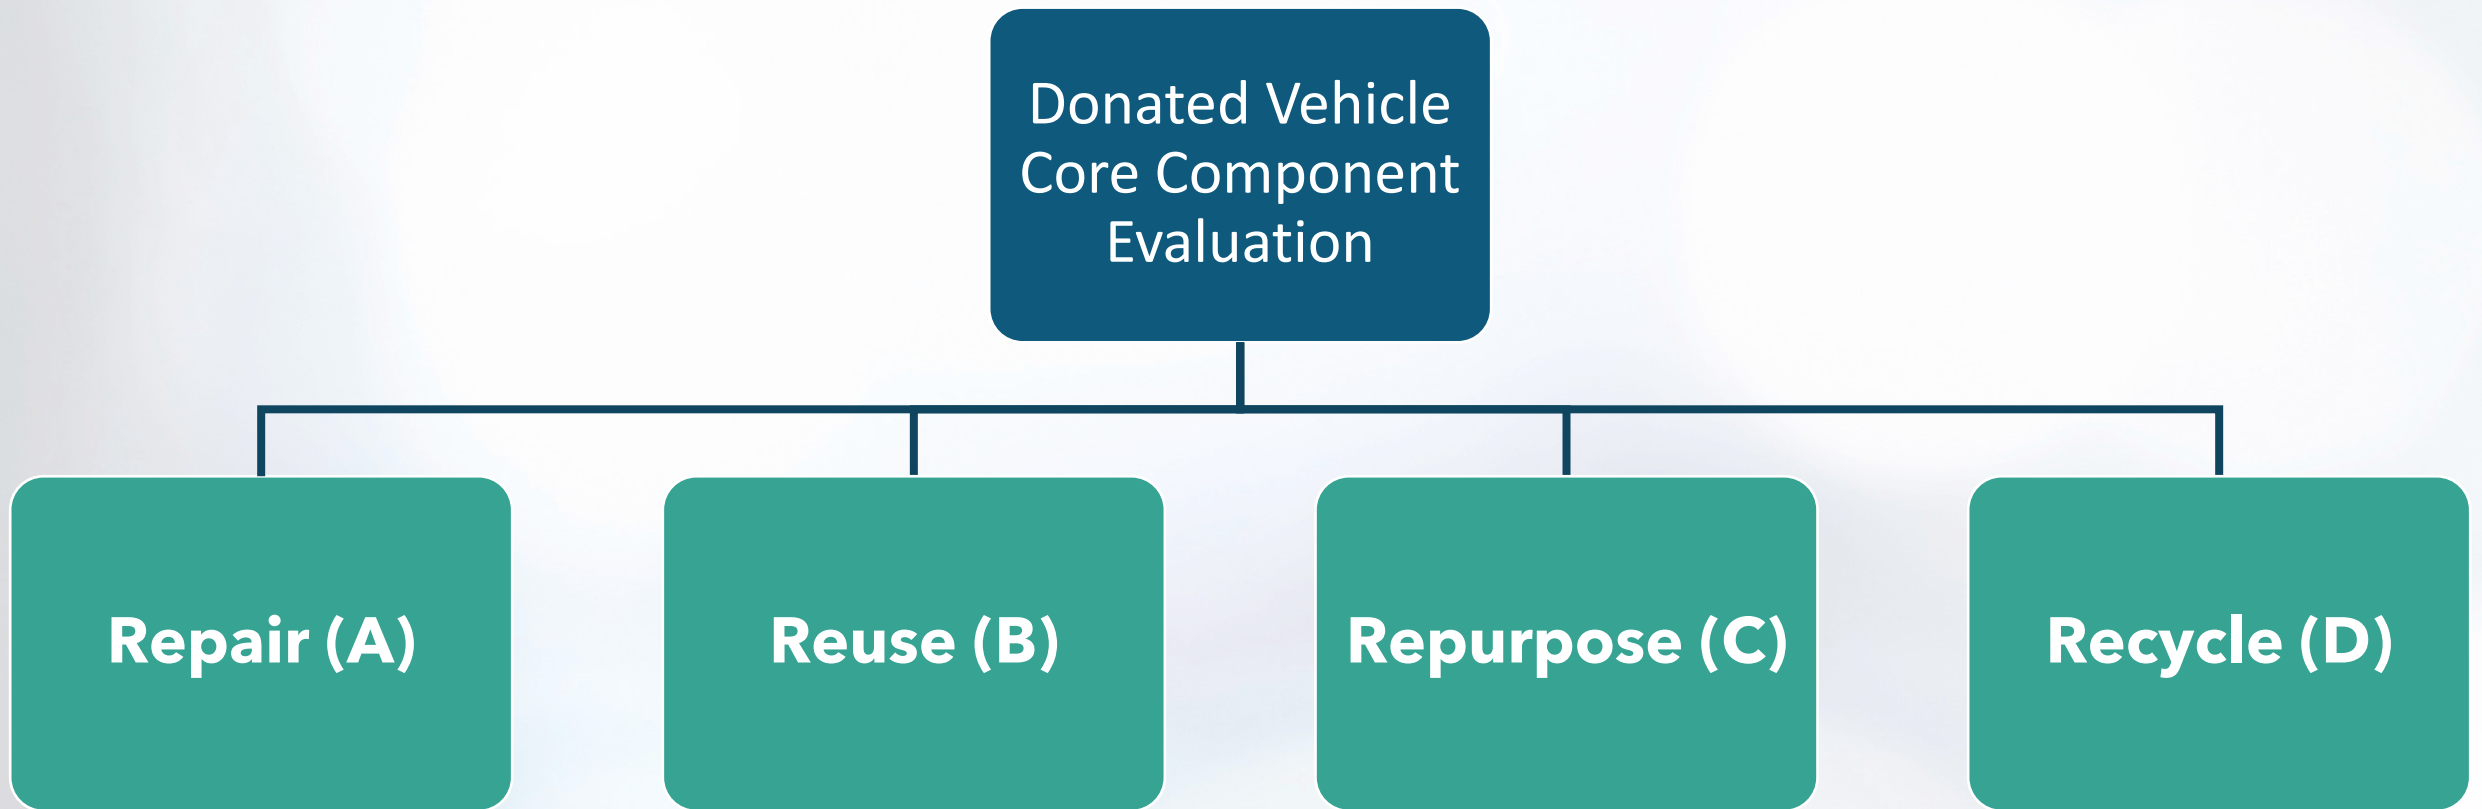 Donated Vehicle
Core Component
Evaluation
Repair (A)
Reuse (B)
Repurpose (C)
Recycle (D)